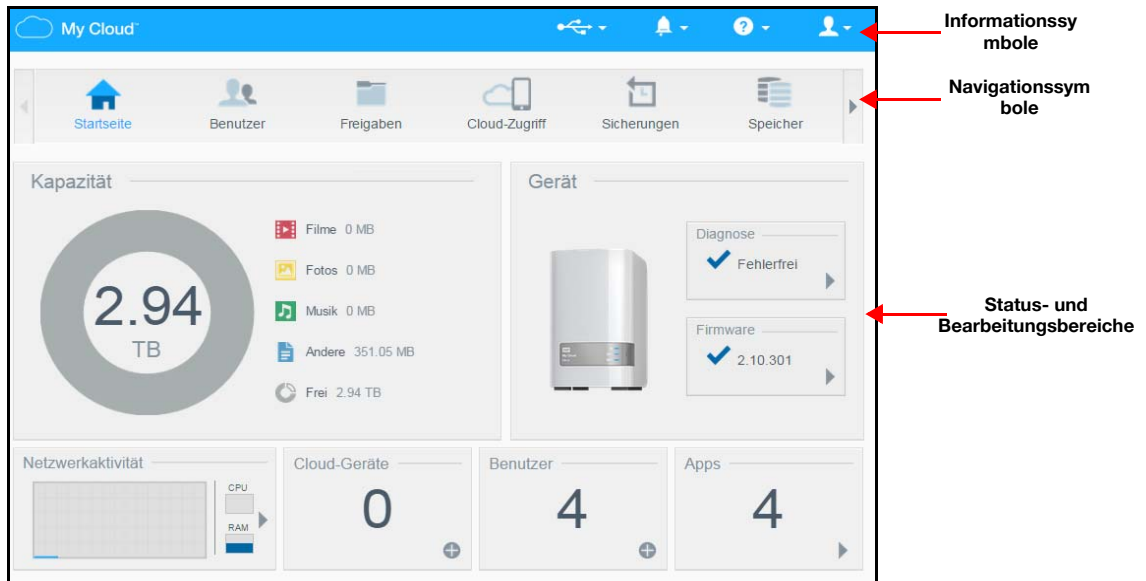 My Cloud™
Informationssy
mbole
Startseite
Benutzer
Freigaben
Cloud-Zugriff
Sicherungen
Speicher
Navigationssym
bole
Kapazität
2.94
TB
Filme 0 MB
Fotos 0 MB
Musik 0 MB
Andere 351.05 MB
Frei 2.94 TB
Gerät
Diagnose
Fehlerfrei
Firmware
2.10.301
Status- und
Bearbeitungsbereiche
Netzwerkaktivität
CPU
RAM
Cloud-Geräte
0
Benutzer
4
Apps
4